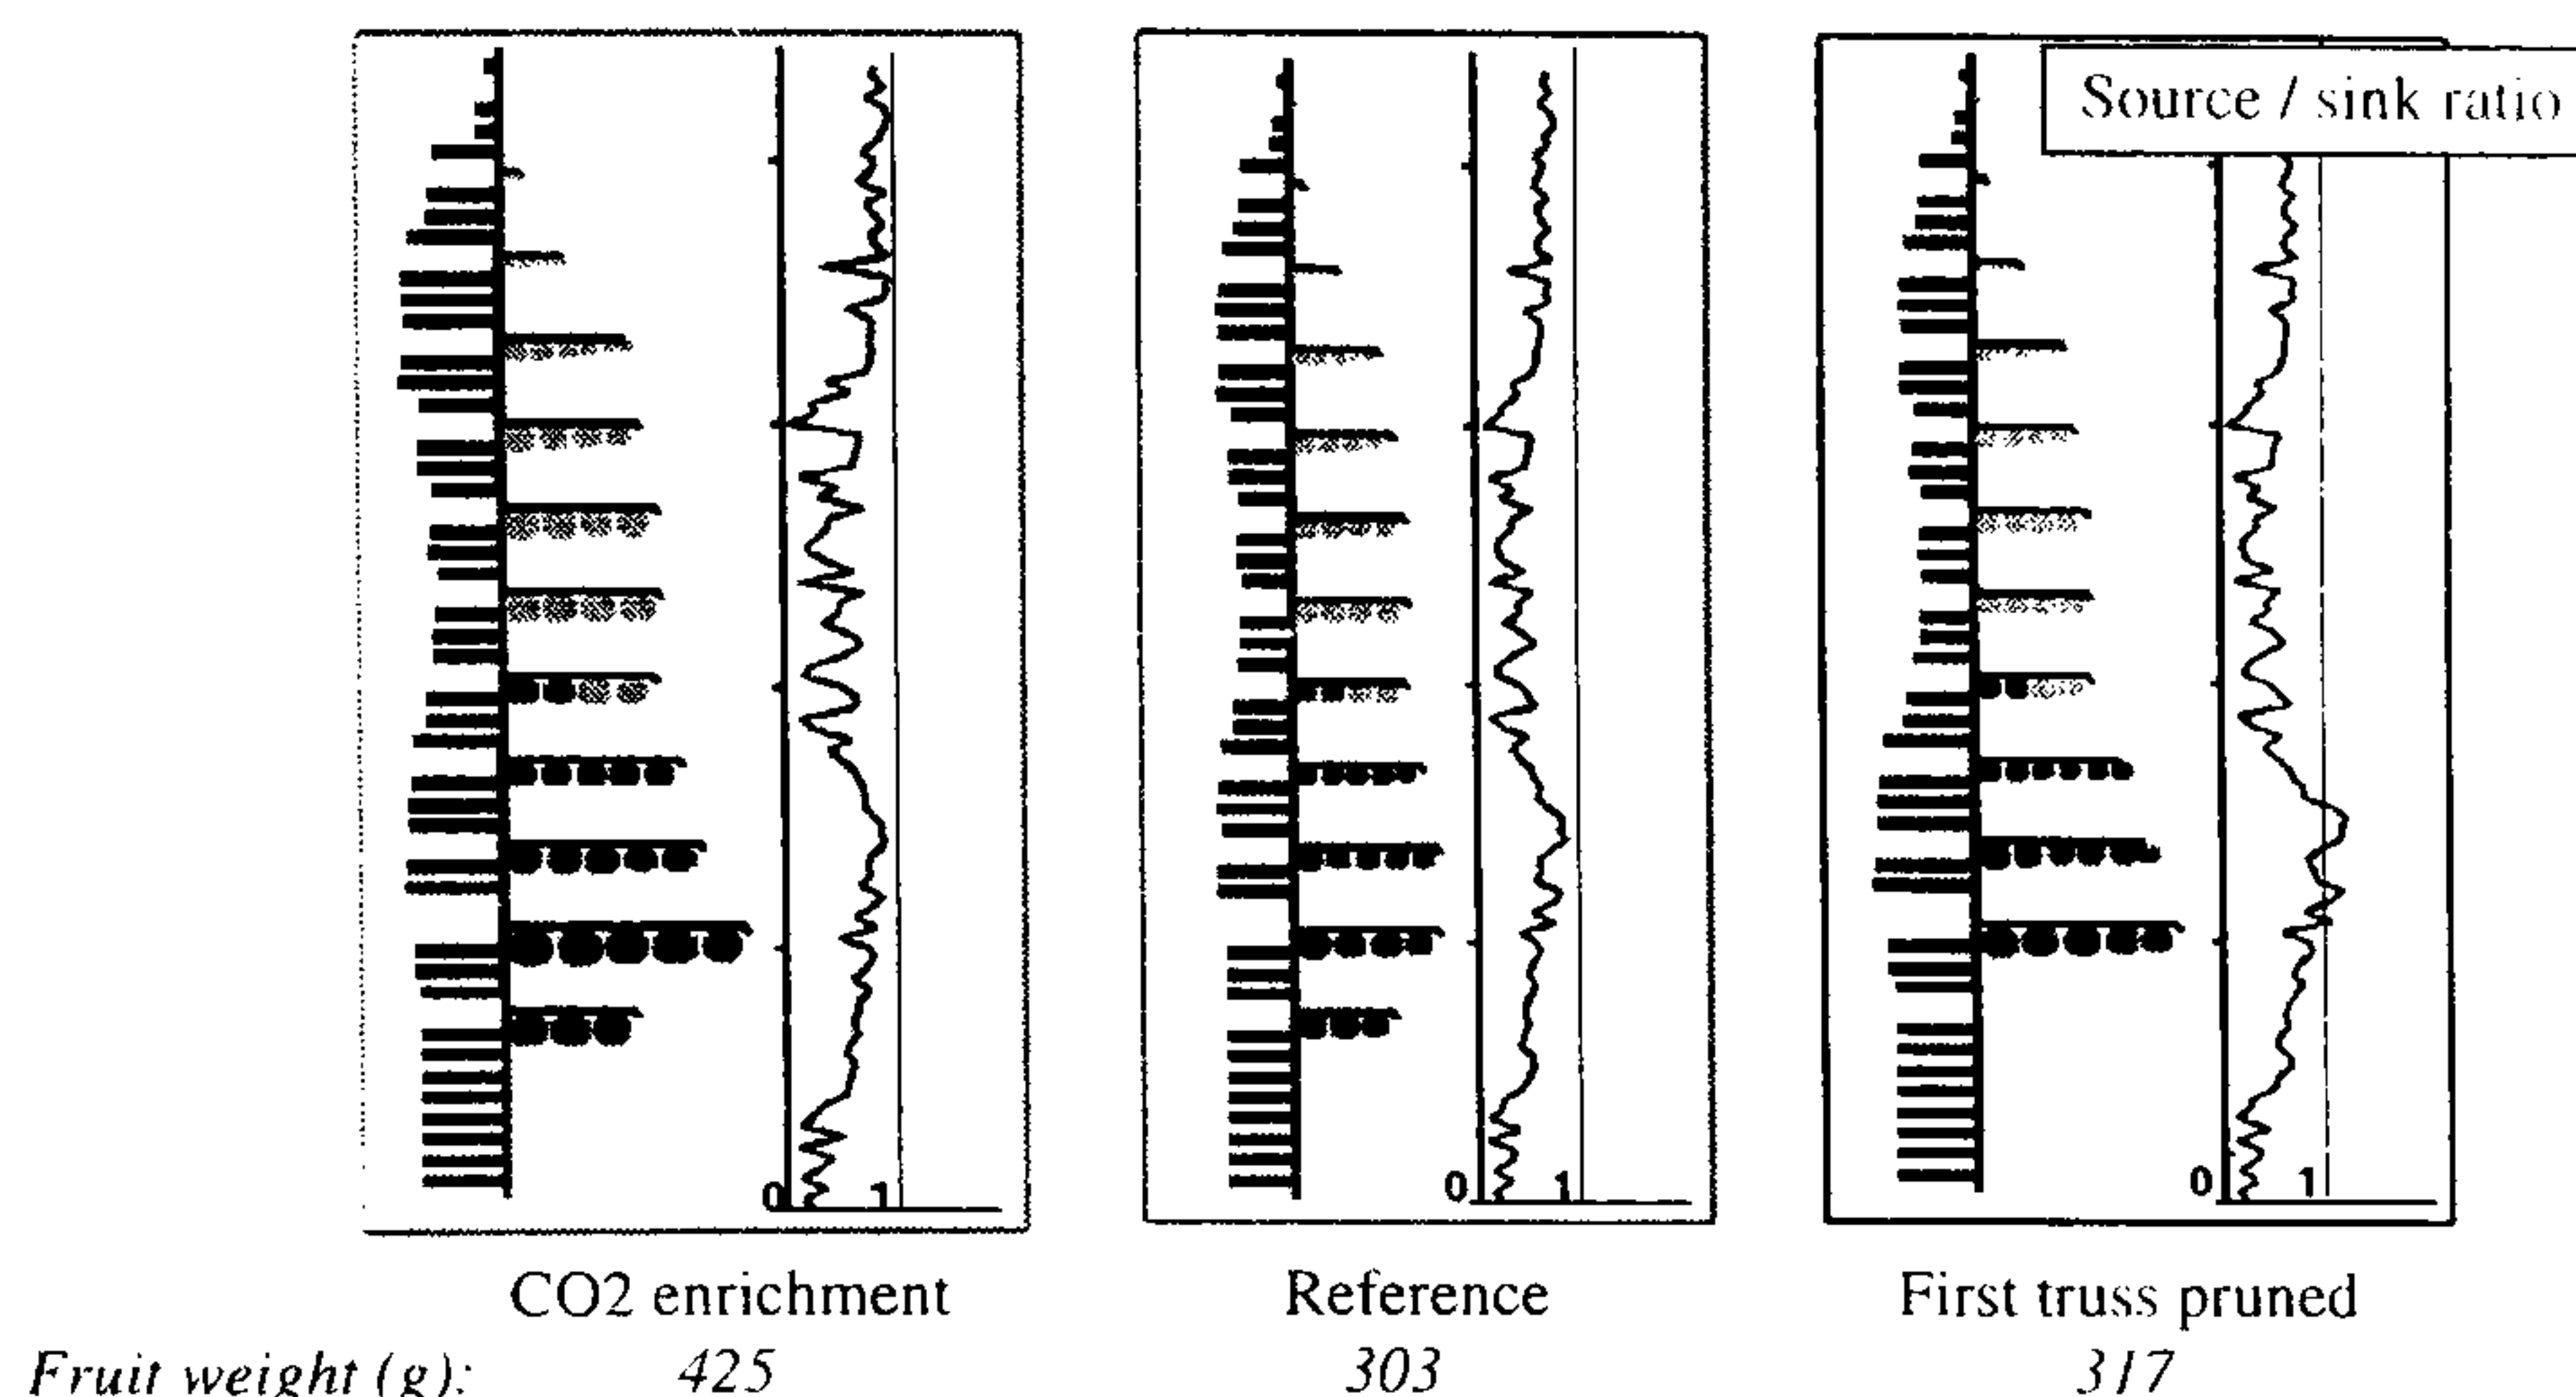 Source / sink ratio
0 1
0 1
0 1
CO2 enrichment Reference First truss pruned
Fruit weight (g): 425 303 317